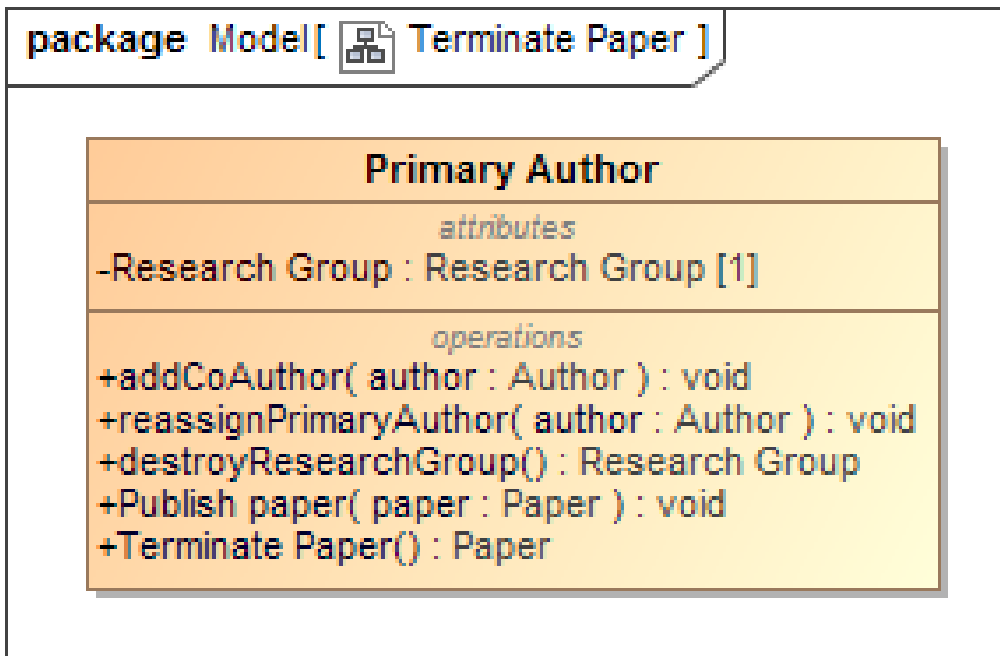 package Model[ Terminate Paper ]
Primary Author
attributes
-Research Group : Research Group [1]
operations
+addCoAuthor( author : Author ) : void
+reassignPrimaryAuthor( author : Author ) : void
+destroyResearchGroup() : Research Group
+Publish paper( paper : Paper ) : void
+Terminate Paper() : Paper